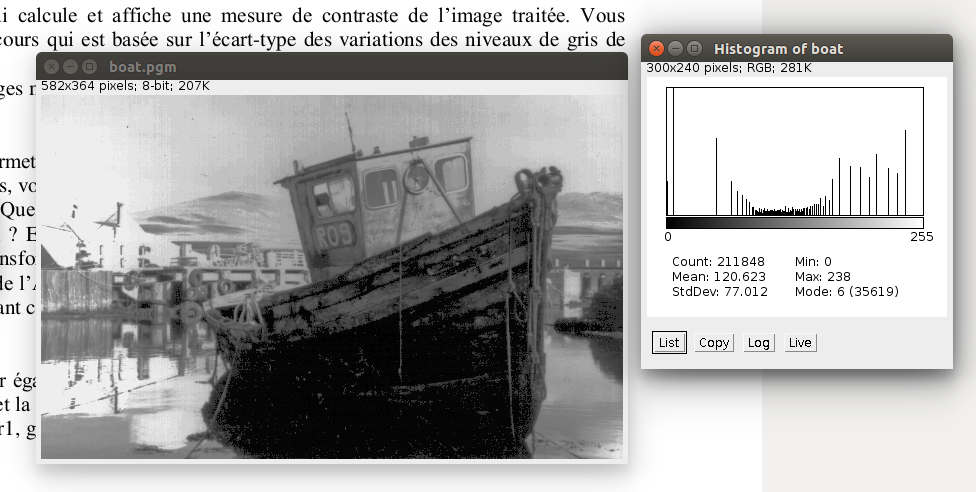 i calcule et affiche une mesure de contraste de l’image traitée. Vous
cours qui est basée sur l’écart-type des variations des niveaux de gris de
boat.pgm
582x364 pixels; 8-bit; 207K
ges
rmet
s, vo
Que
? E
nsfo
de l’A
ant c
r éga
et la
r1, g
RO9
Histogram of boat
300x240 pixels; RGB; 281K
0 255
Count: 211848 Min: 0
Mean: 120.623 Max: 238
StdDev: 77.012 Mode: 6 (35619)
List Copy Log Live